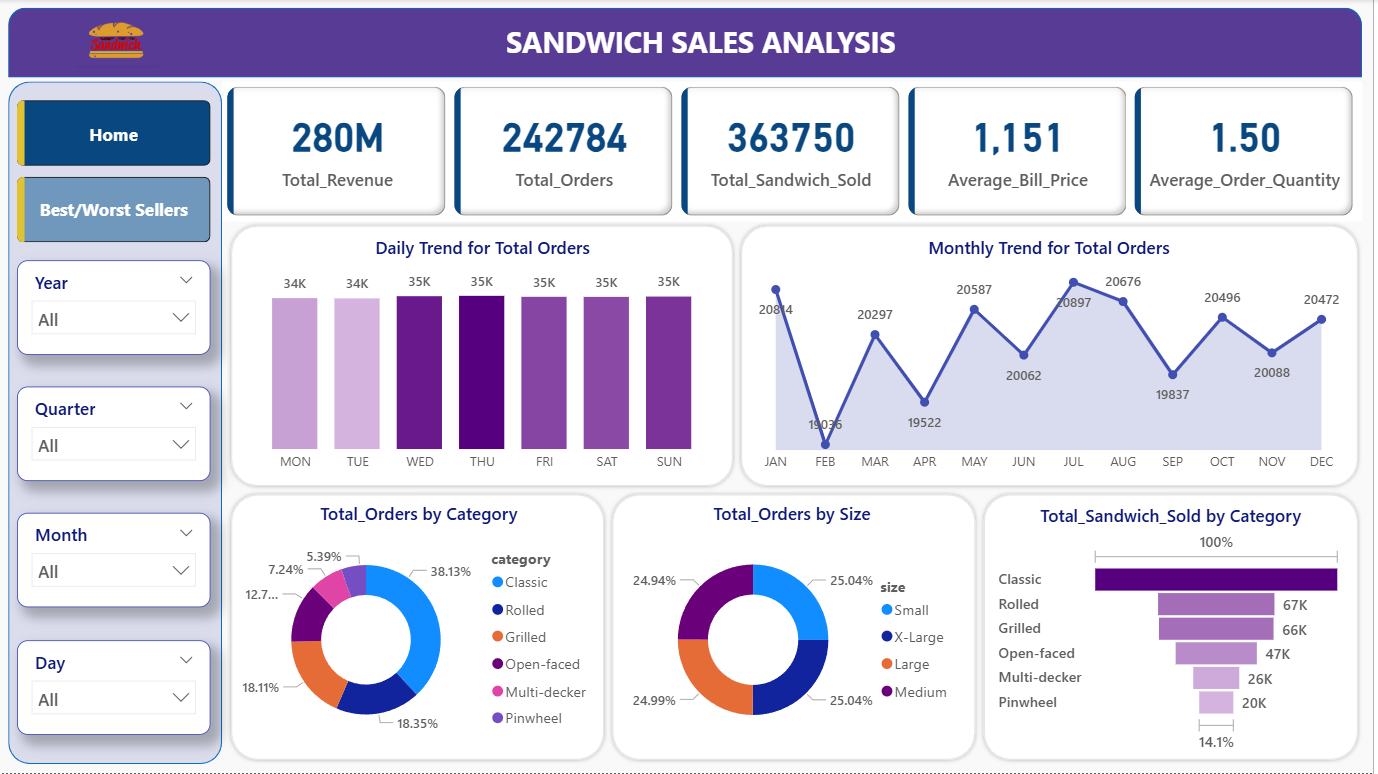 Sandwich
SANDWICH SALES ANALYSIS
Home
Best/Worst Sellers
Year
All
Quarter
All
Month
All
Day
All
280M
Total_Revenue
242784
Total_Orders
363750
Total_Sandwich_Sold
1,151
Average_Bill_Price
1.50
Average_Order_Quantity
Daily Trend for Total Orders
34K 34K 35K 35K 35K 35K 35K
MON TUE WED THU FRI SAT SUN
Monthly Trend for Total Orders
20814 19036 20297 19522 20587 20062 20897 20676 19837 20496 20088 20472
JAN FEB MAR APR MAY JUN JUL AUG SEP OCT NOV DEC
Total_Orders by Category
38.13%
18.35%
18.11%
12.7...
7.24%
5.39%
category
Classic
Rolled
Grilled
Open-faced
Multi-decker
Pinwheel
Total_Orders by Size
25.04%
25.04%
24.99%
24.94%
size
Small
X-Large
Large
Medium
Total_Sandwich_Sold by Category
100%
Classic
Rolled 67K
Grilled 66K
Open-faced 47K
Multi-decker 26K
Pinwheel 20K
14.1%